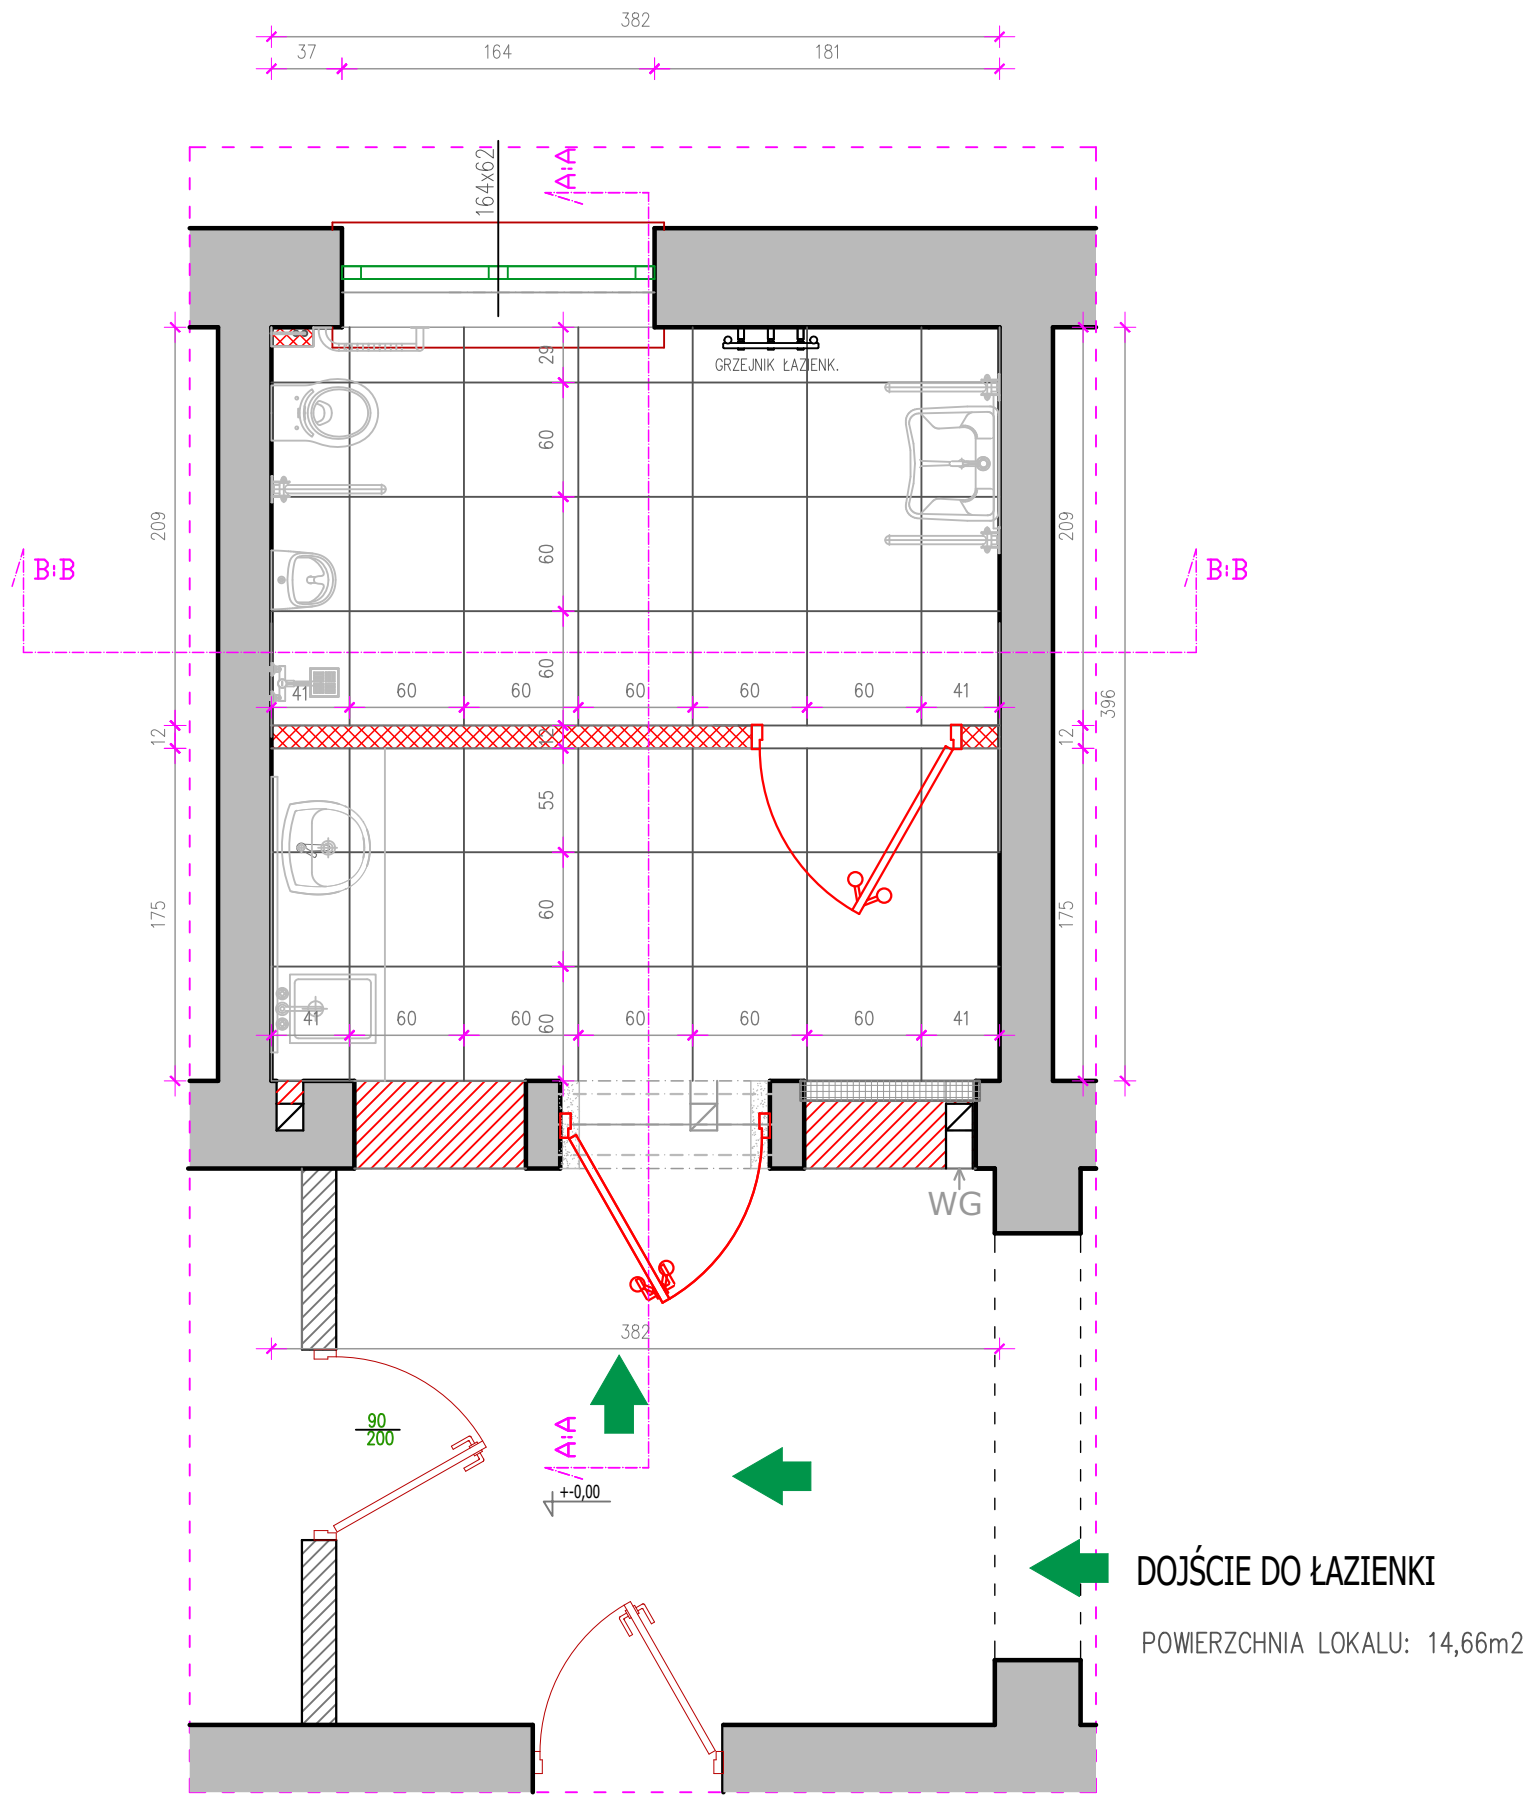 382
37 164 181
164x62
A:A
GRZEJNIK ŁAZIENK.
29
60
209
60
209
B:B
B:B
60
41 60 60 60 60 60 41
396
12
12
12
55
175
60
175
41 60 60 60 60 60 41
60
WG
382
90
200
A:A
+-0,00
DOJŚCIE DO ŁAZIENKI
POWIERZCHNIA LOKALU: 14,66m2